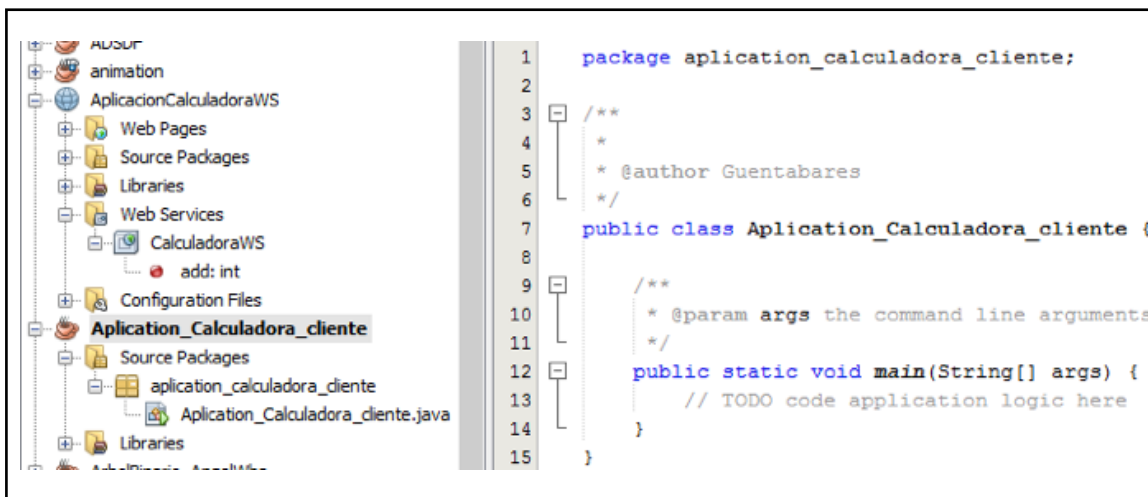 ADSDP
animation
AplicacionCalculadoraWS
Web Pages
Source Packages
Libraries
Web Services
CalculadoraWS
add: int
Configuration Files
Aplication_Calculadora_cliente
Source Packages
aplication_calculadora_cliente
Aplication_Calculadora_cliente.java
Libraries
1 package aplication_calculadora_cliente;
2
3 /**
4 *
5 * @author Guentabares
6 */
7 public class Aplication_Calculadora_cliente {
8
9 /**
10 * @param args the command line arguments
11 */
12 public static void main(String[] args) {
13 // TODO code application logic here
14 }
15 }